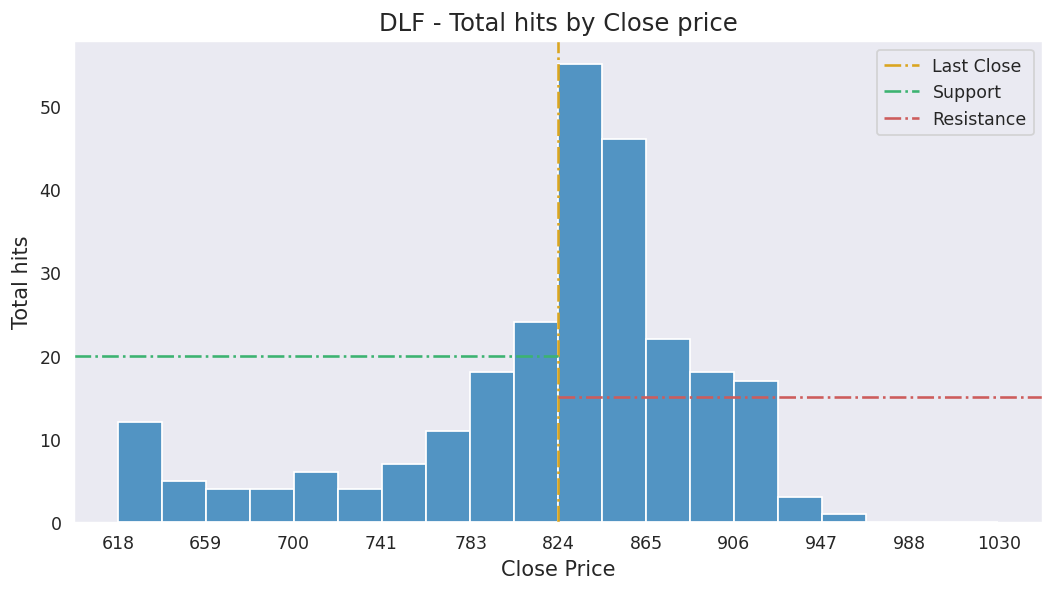 DLF - Total hits by Close price
Last Close
Support
Resistance
Total hits
50
40
30
20
10
0
618 659 700 741 783 824 865 906 947 988 1030
Close Price